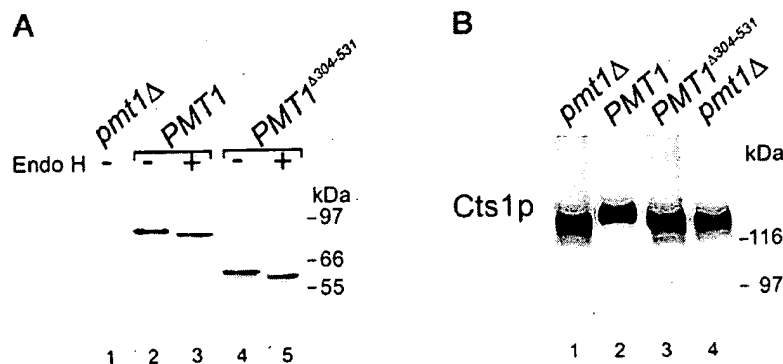 A
pmt1Δ
PMT1
PMT1Δ304-531
Endo H - - + - +
kDa
-97
-66
-55
1 2 3 4 5
B
pmt1Δ
PMT1
PMT1Δ304-531
pmt1Δ
kDa
Cts1p
-116
- 97
1 2 3 4